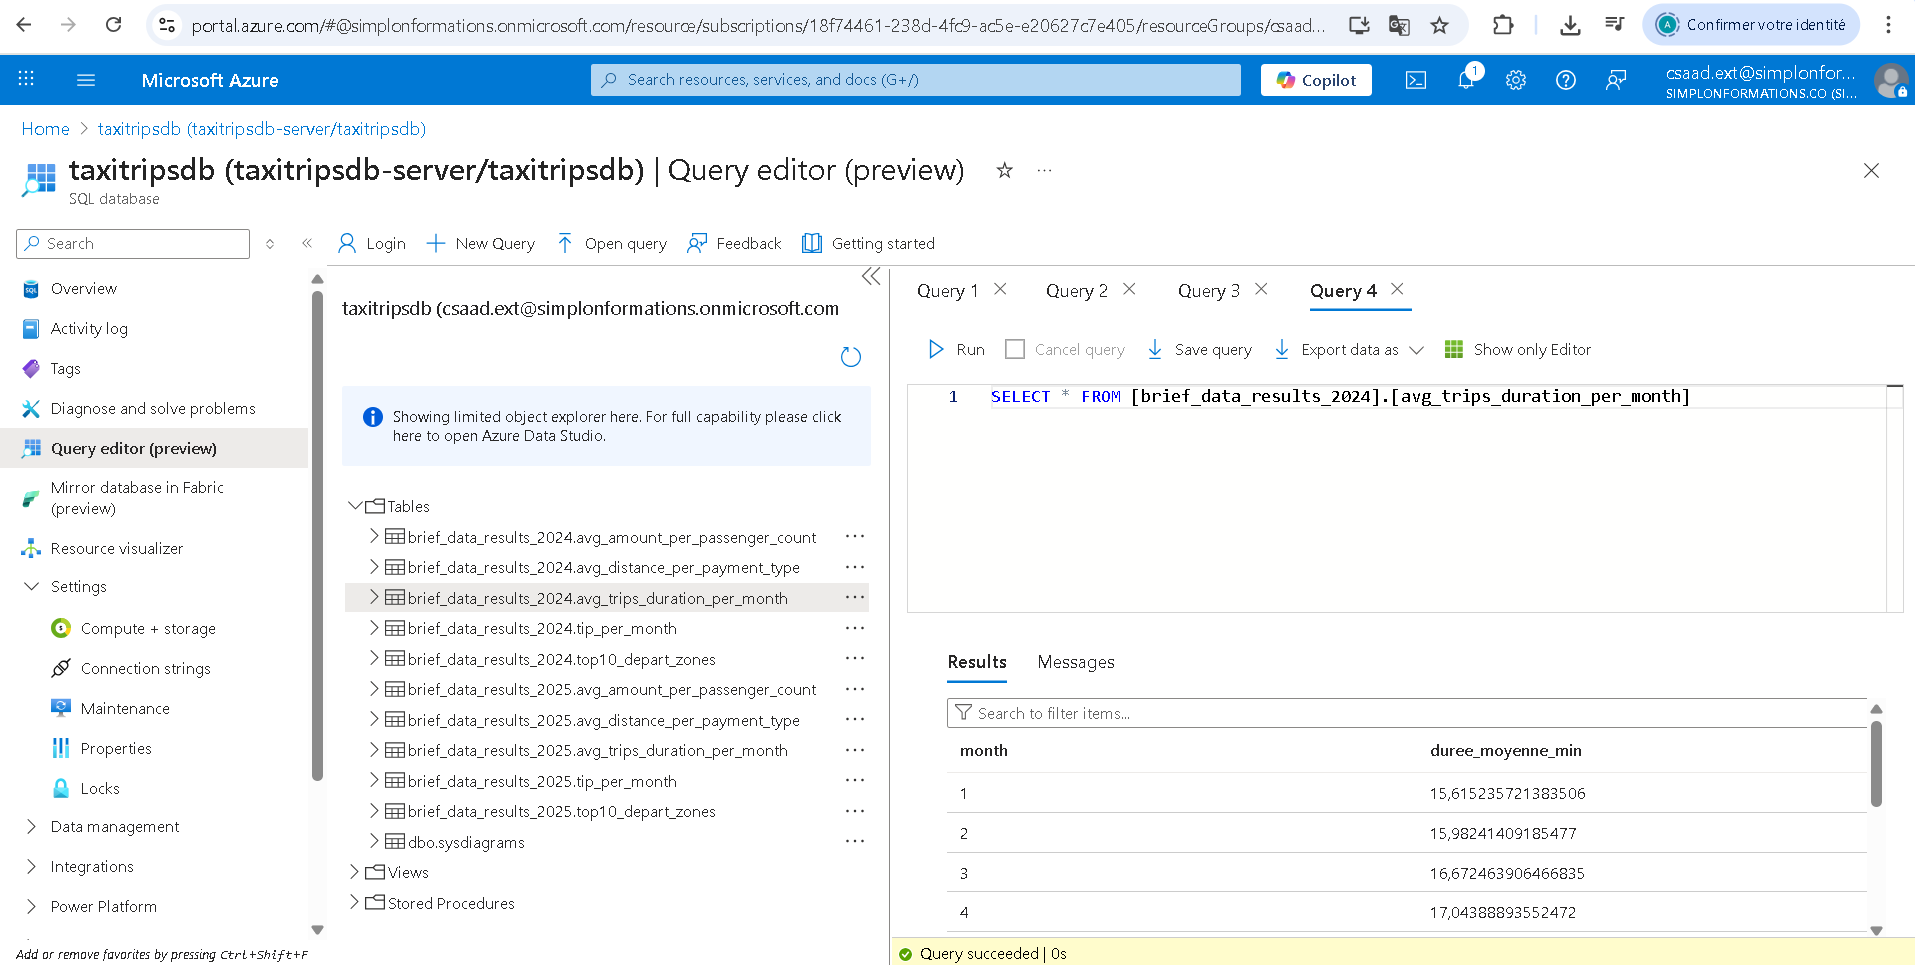 portal.azure.com/#@simplonformations.onmicrosoft.com/resource/subscriptions/18f74461-238d-4fc9-ac5e-e20627c7e405/resourceGroups/csaad...
A
Confirmer votre identité
Microsoft Azure
Search resources, services, and docs (G+/)
Copilot
1
csaad.ext@simplonfor...
SIMPLONFORMATIONS.CO (SI...
Home > taxitripsdb (taxitripsdb-server/taxitripsdb)
taxitripsdb (taxitripsdb-server/taxitripsdb) | Query editor (preview)
SQL database
Search
Login
New Query
Open query
Feedback
Getting started
Overview
Activity log
Tags
Diagnose and solve problems
Query editor (preview)
Mirror database in Fabric
(preview)
Resource visualizer
Settings
Compute + storage
Connection strings
Maintenance
Properties
Locks
Data management
Integrations
Power Platform
Add or remove favorites by pressing Ctrl+Shift+F
taxitripsdb (csaad.ext@simplonformations.onmicrosoft.com
Showing limited object explorer here. For full capability please click
here to open Azure Data Studio.
Tables
brief_data_results_2024.avg_amount_per_passenger_count
brief_data_results_2024.avg_distance_per_payment_type
brief_data_results_2024.avg_trips_duration_per_month
brief_data_results_2024.tip_per_month
brief_data_results_2024.top10_depart_zones
brief_data_results_2025.avg_amount_per_passenger_count
brief_data_results_2025.avg_distance_per_payment_type
brief_data_results_2025.avg_trips_duration_per_month
brief_data_results_2025.tip_per_month
brief_data_results_2025.top10_depart_zones
dbo.sysdiagrams
Views
Stored Procedures
Query 1
Query 2
Query 3
Query 4
Run
Cancel query
Save query
Export data as
Show only Editor
1 SELECT * FROM [brief_data_results_2024].[avg_trips_duration_per_month]
Results
Messages
Search to filter items...
month duree_moyenne_min
1 15,615235721383506
2 15,98241409185477
3 16,672463906466835
4 17,04388893552472
Query succeeded | 0s